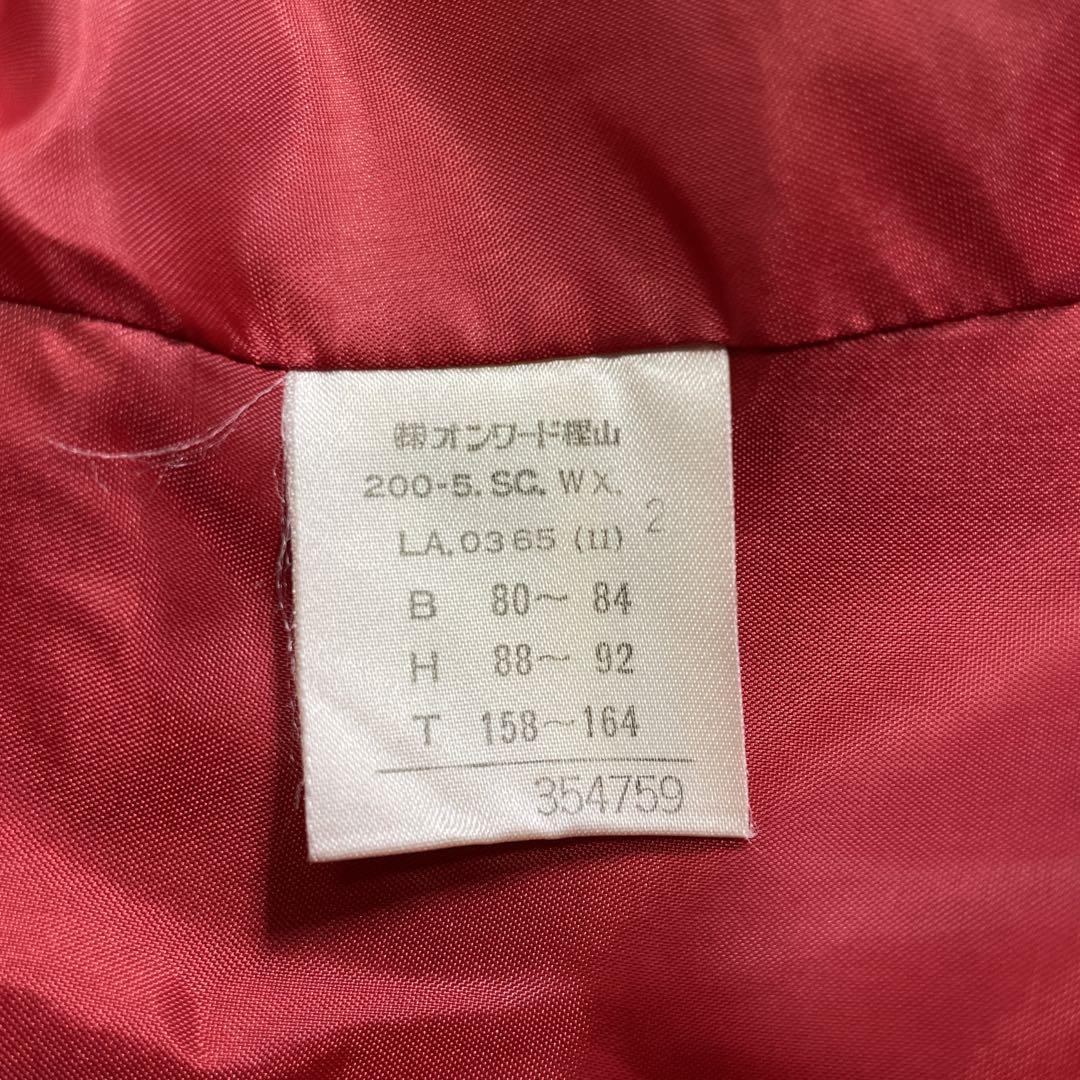 ㈱オンワード樫山
200-5. SC. WX.
LA. 0365 (11) 2
B 80～ 84
H 88～ 92
T 158～164
354759